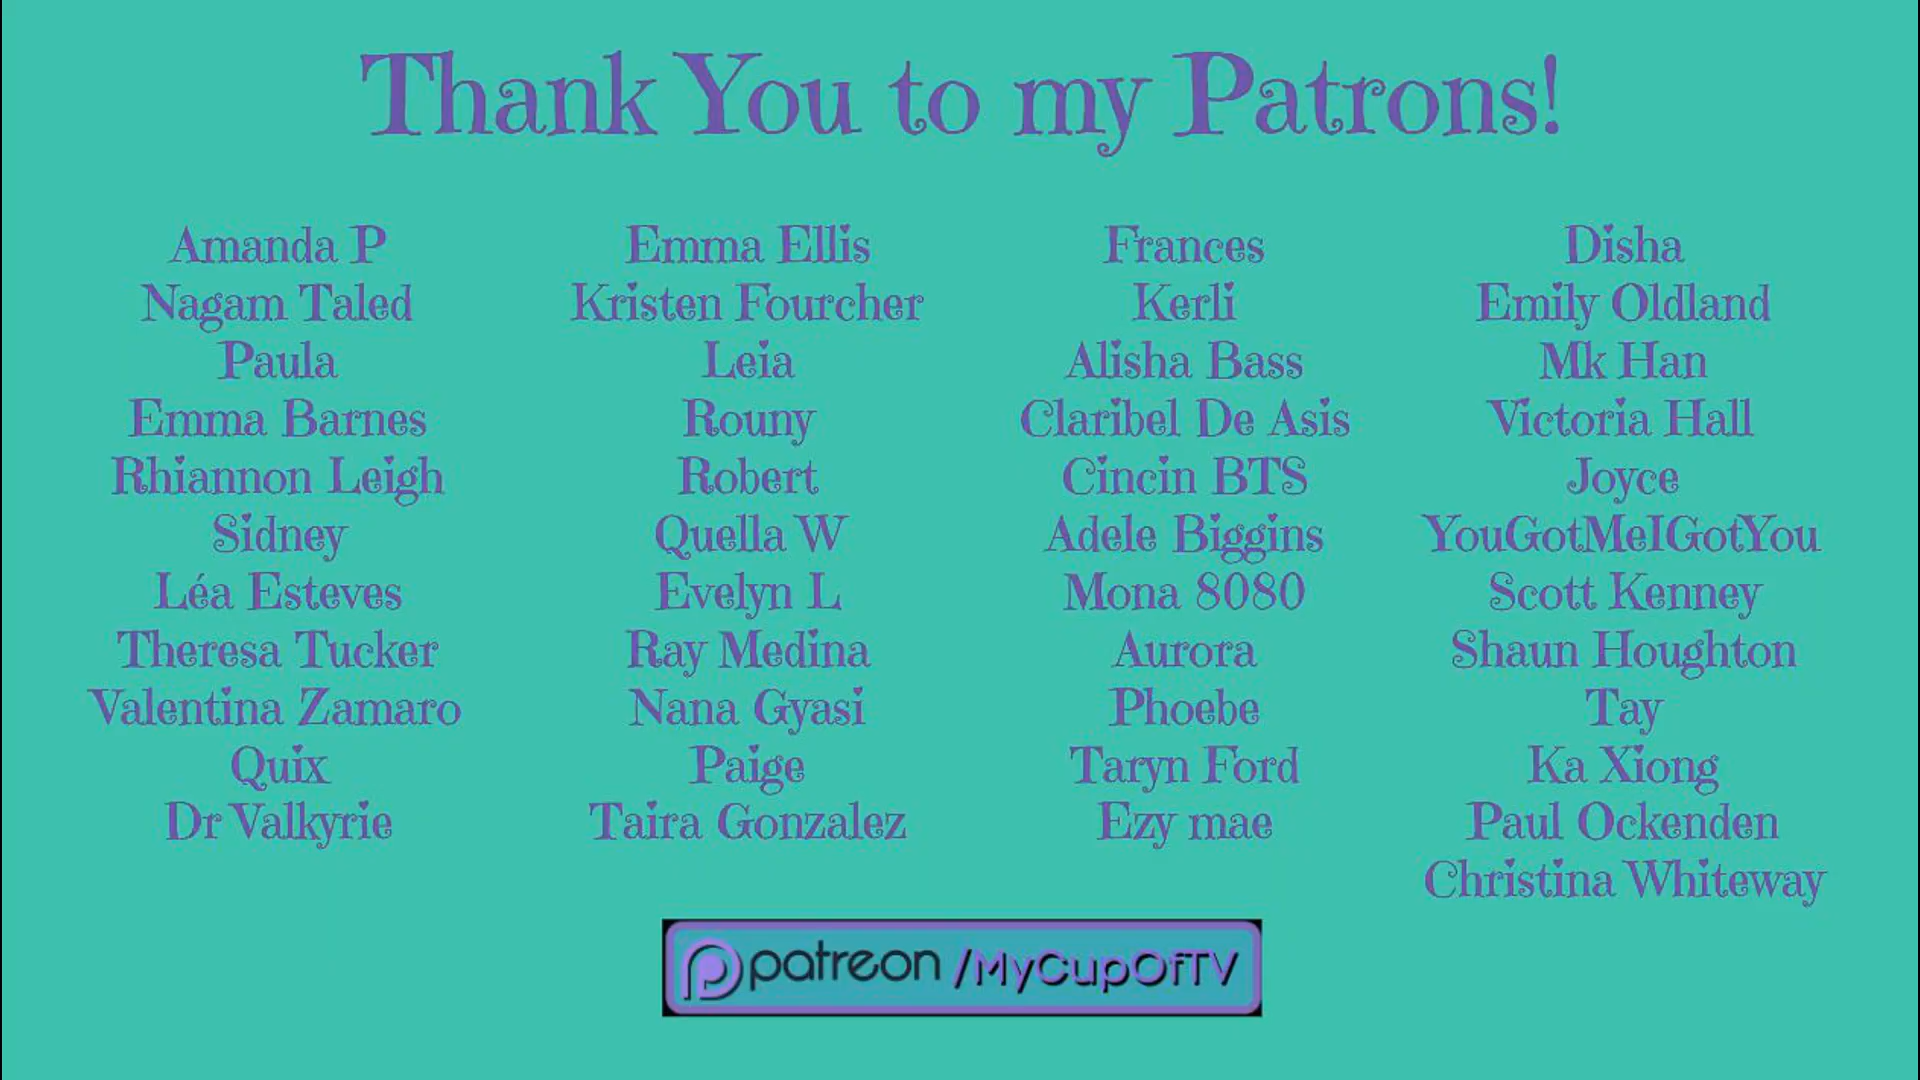 Thank You to my Patrons!
Amanda P
Nagam Taled
Paula
Emma Barnes
Rhiannon Leigh
Sidney
Léa Esteves
Theresa Tucker
Valentina Zamaro
Quix
Dr Valkyrie
Emma Ellis
Kristen Fourcher
Leia
Rouny
Robert
Quella W
Evelyn L
Ray Medina
Nana Gyasi
Paige
Taira Gonzalez
Frances
Kerli
Alisha Bass
Claribel De Asis
Cincin BTS
Adele Biggins
Mona 8080
Aurora
Phoebe
Taryn Ford
Ezy mae
Disha
Emily Oldland
Mk Han
Victoria Hall
Joyce
YouGotMeIGotYou
Scott Kenney
Shaun Houghton
Tay
Ka Xiong
Paul Ockenden
Christina Whiteway
patreon /MyCupOfTV